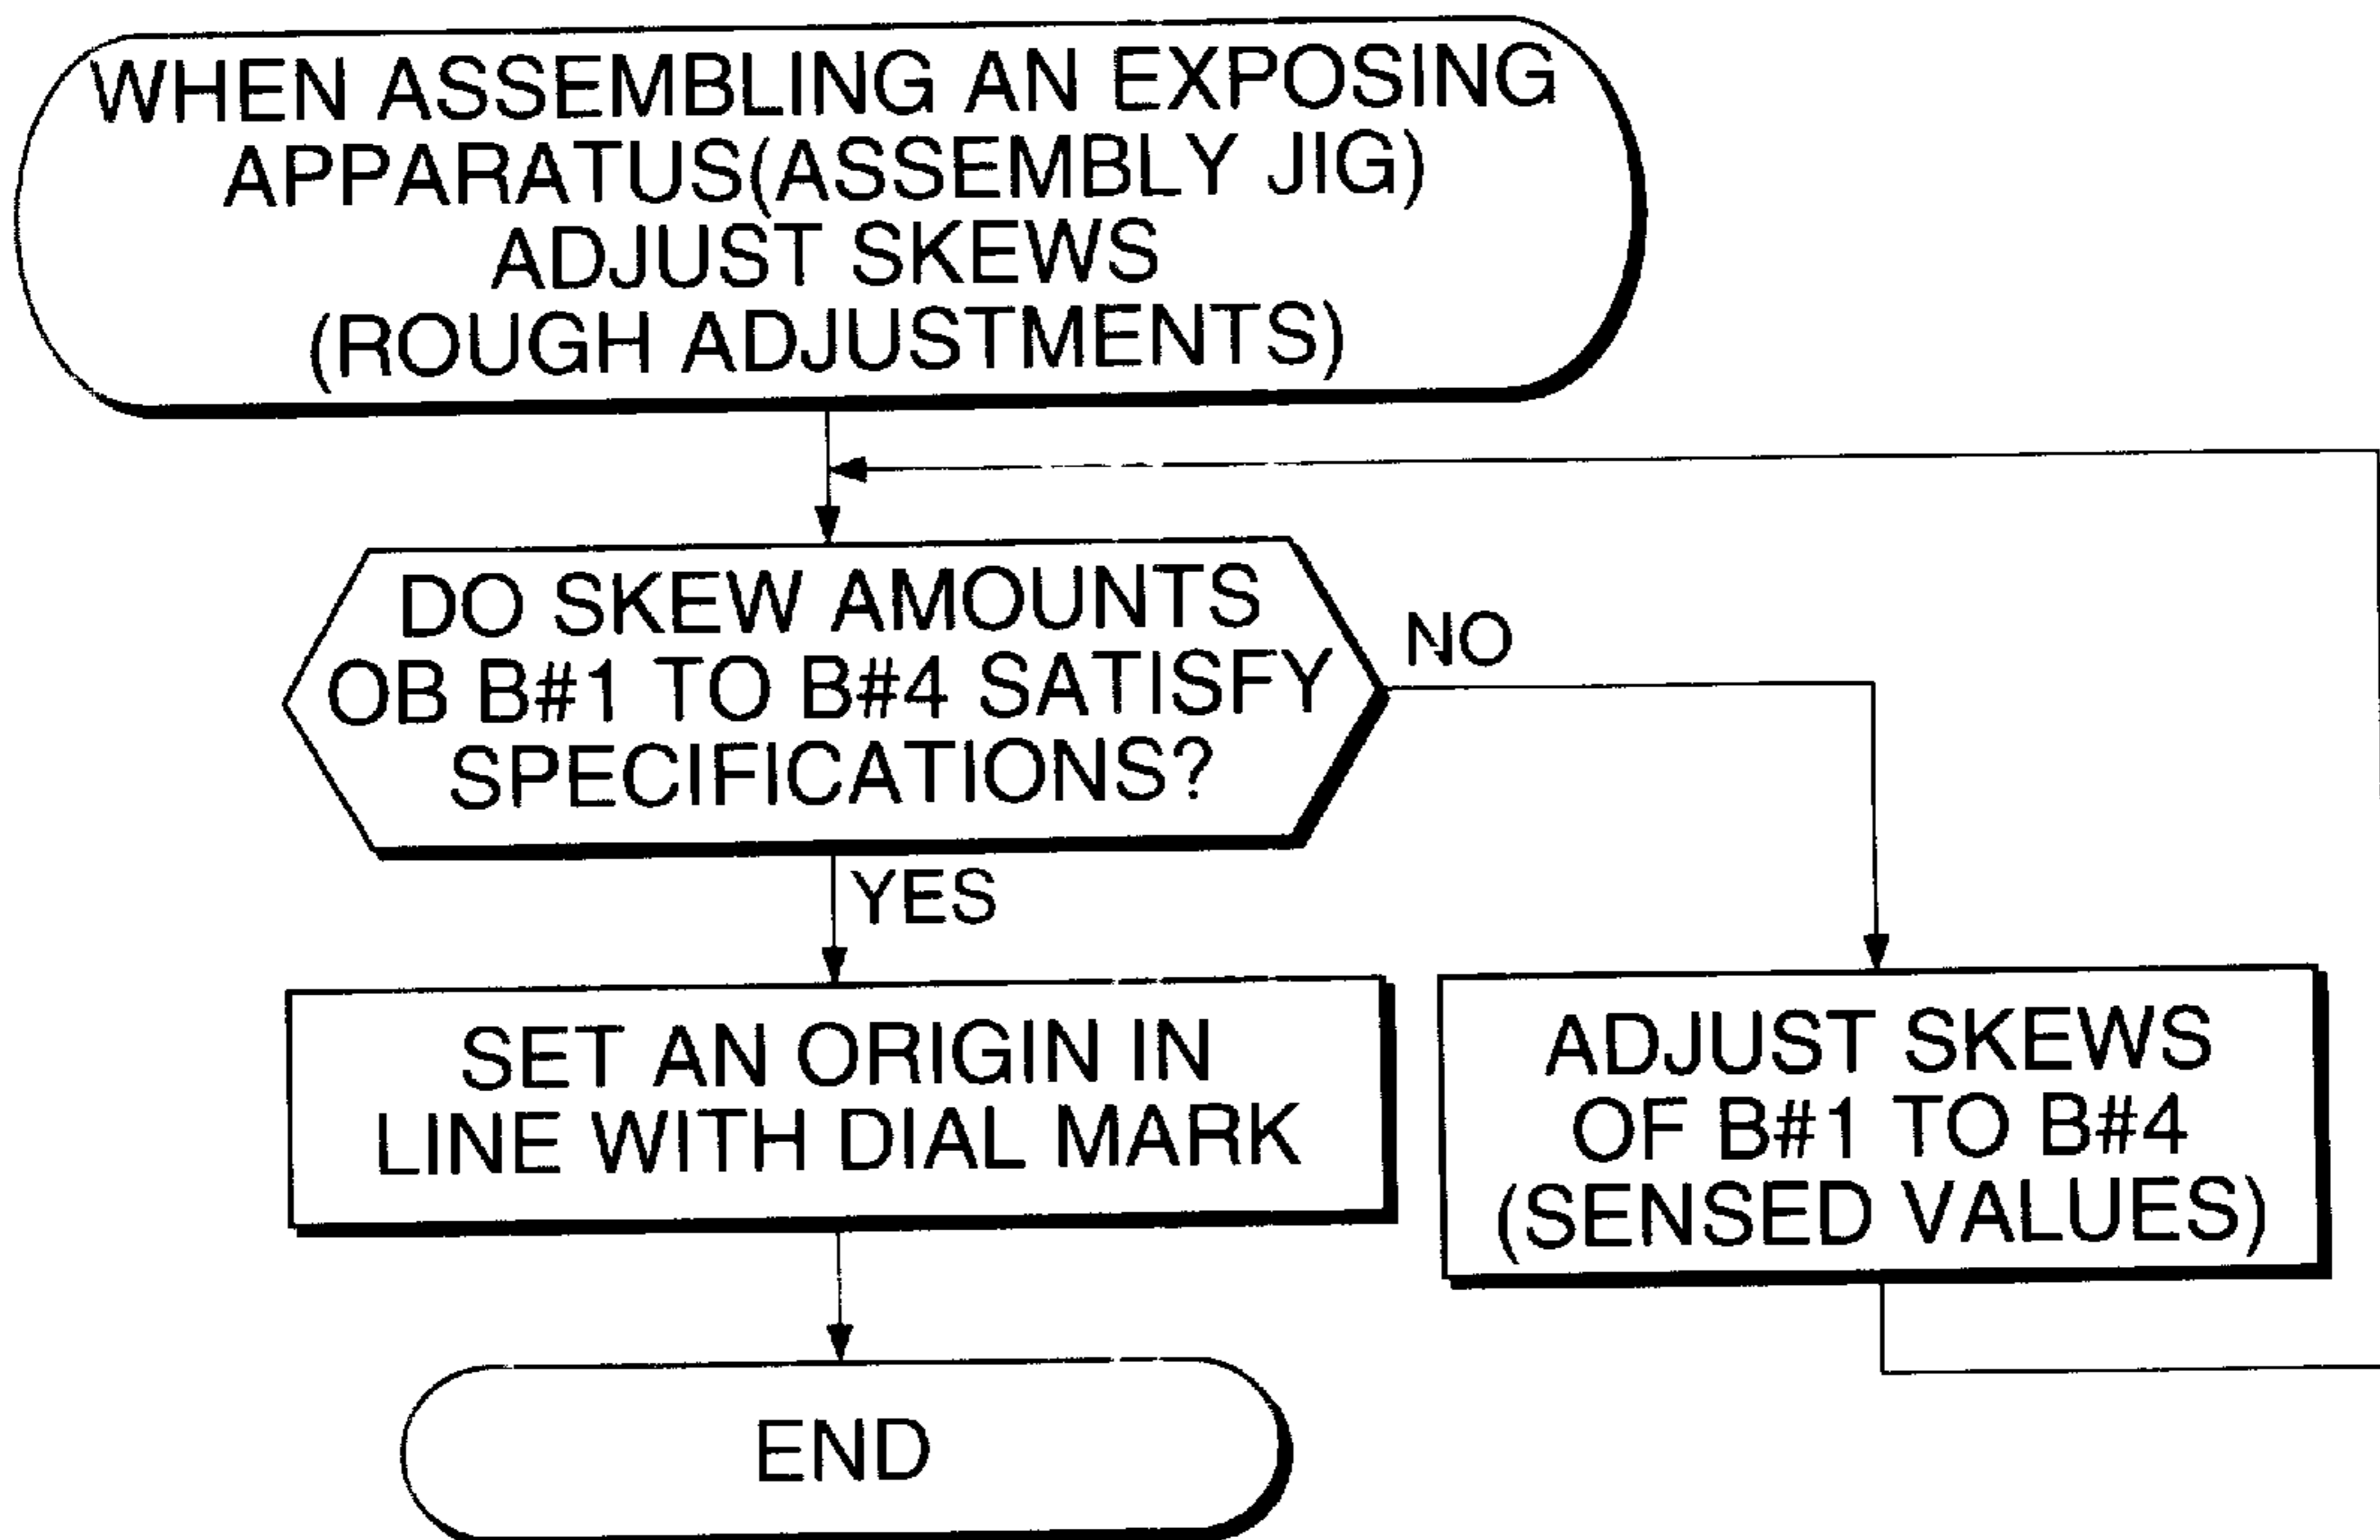 WHEN ASSEMBLING AN EXPOSING
APPARATUS(ASSEMBLY JIG)
ADJUST SKEWS
(ROUGH ADJUSTMENTS)
DO SKEW AMOUNTS
OB B#1 TO B#4 SATISFY
SPECIFICATIONS?
NO
YES
SET AN ORIGIN IN
LINE WITH DIAL MARK
ADJUST SKEWS
OF B#1 TO B#4
(SENSED VALUES)
END